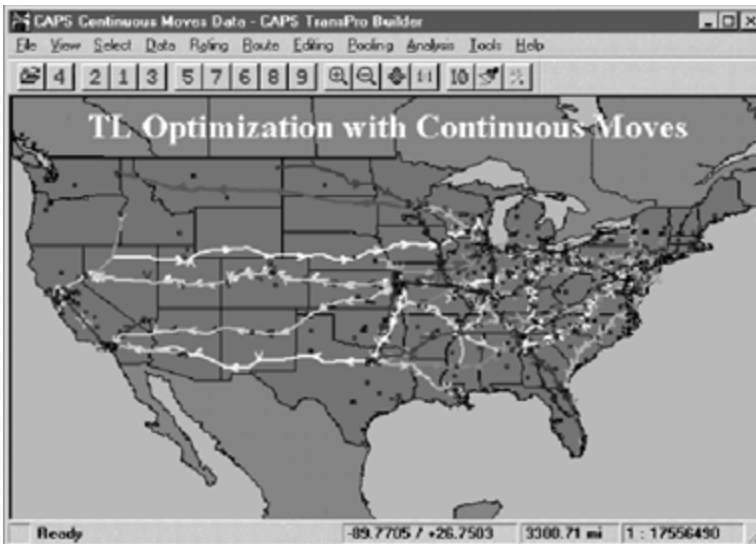 CAPS Continuous Moves Data - CAPS TransPro Builder
File View Select Data Rating Route Editing Pooling Analysis Tools Help
4 2 1 3 5 7 6 8 9 1:1 10
TL Optimization with Continuous Moves
Ready -89.7705 / +26.7503 3300.71 mi 1 : 17556490